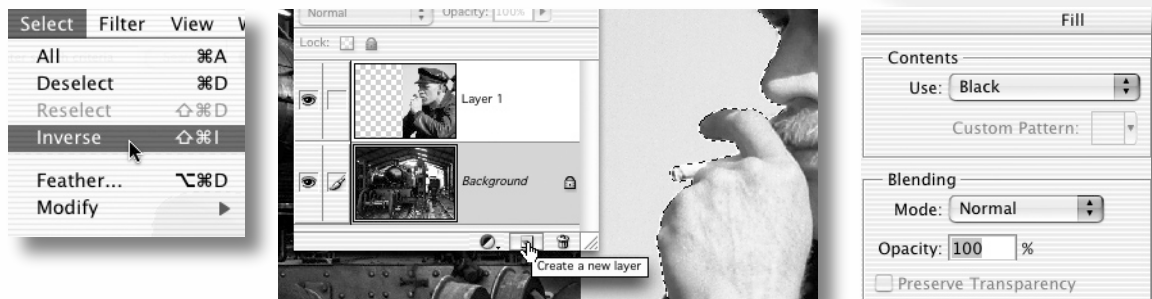 Select Filter View
All ⌘A
Deselect ⌘D
Reselect ⇧⌘D
Inverse ⇧⌘I
Feather... ⌥⌘D
Modify
Normal Opacity: 100%
Lock:
Layer 1
Background
Create a new layer
Fill
Contents
Use: Black
Custom Pattern:
Blending
Mode: Normal
Opacity: 100 %
Preserve Transparency